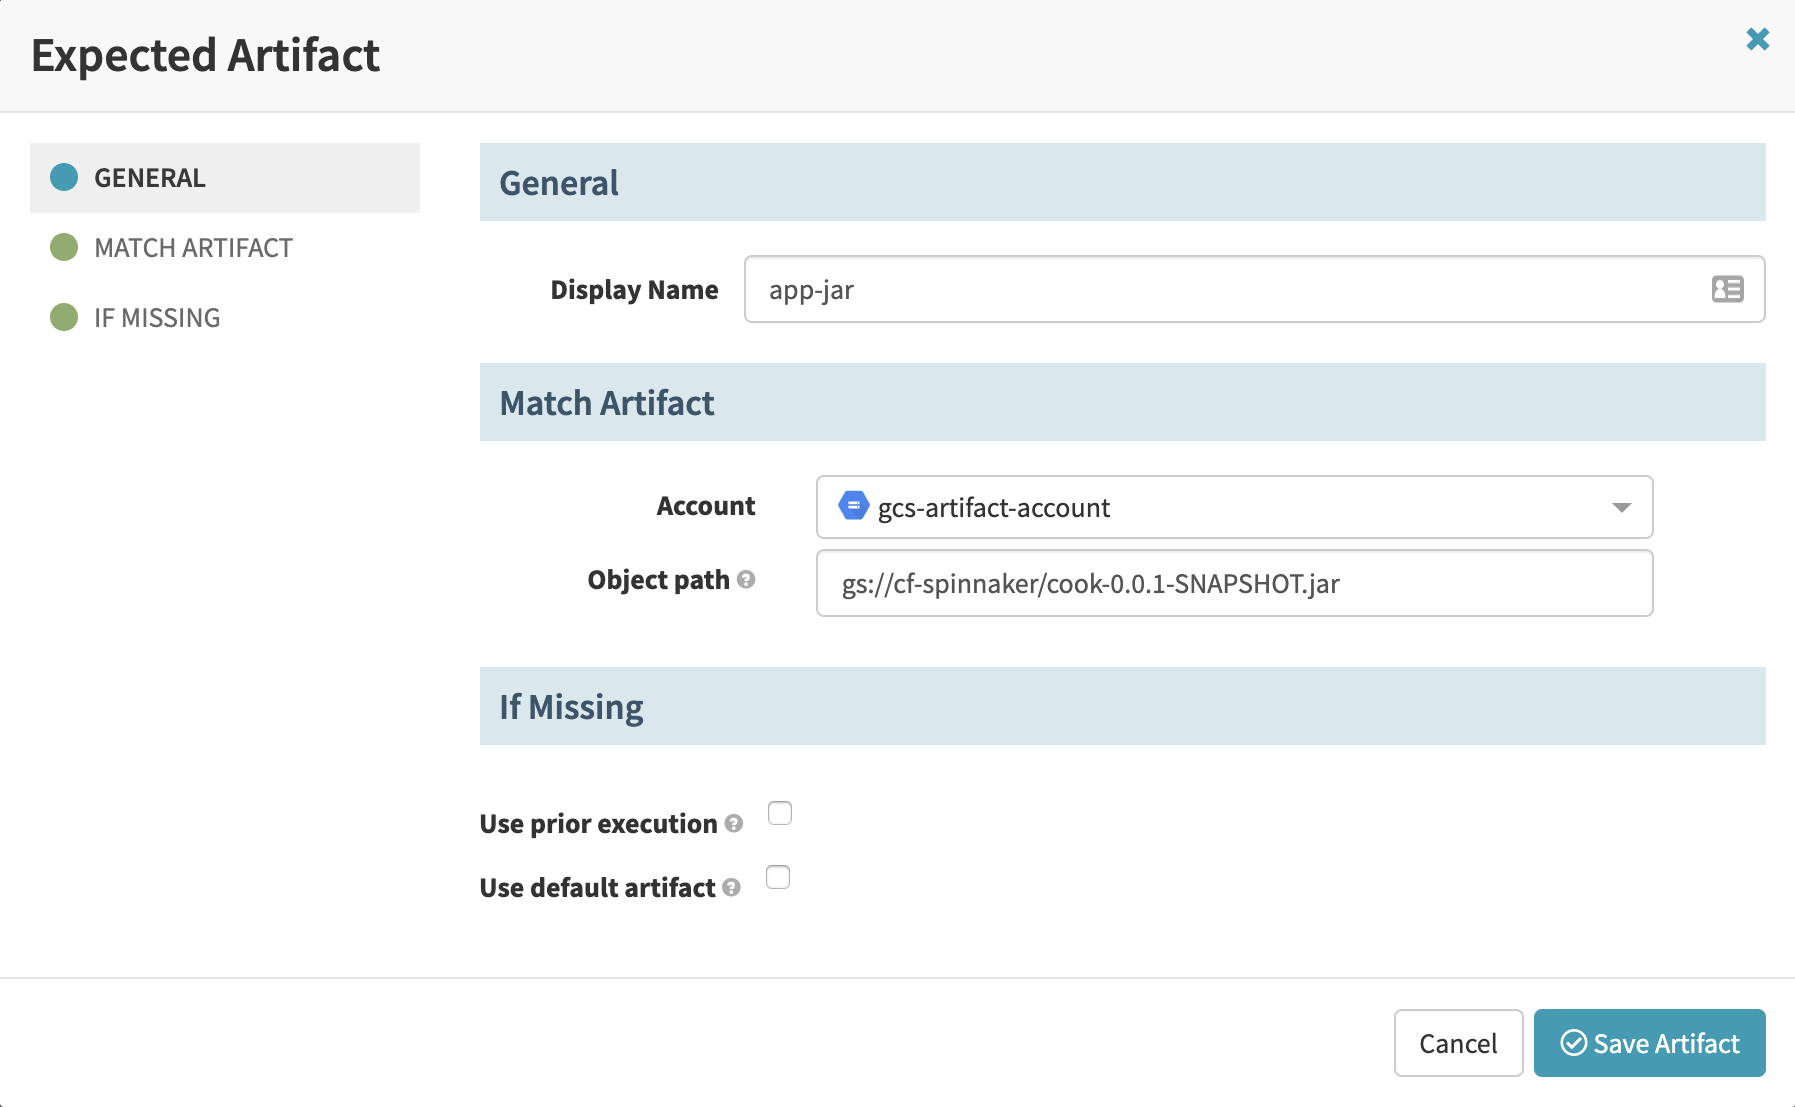 Expected Artifact
GENERAL
MATCH ARTIFACT
IF MISSING
General
Display Name
app-jar
Match Artifact
Account
gcs-artifact-account
Object path
gs://cf-spinnaker/cook-0.0.1-SNAPSHOT.jar
If Missing
Use prior execution
Use default artifact
Cancel
Save Artifact